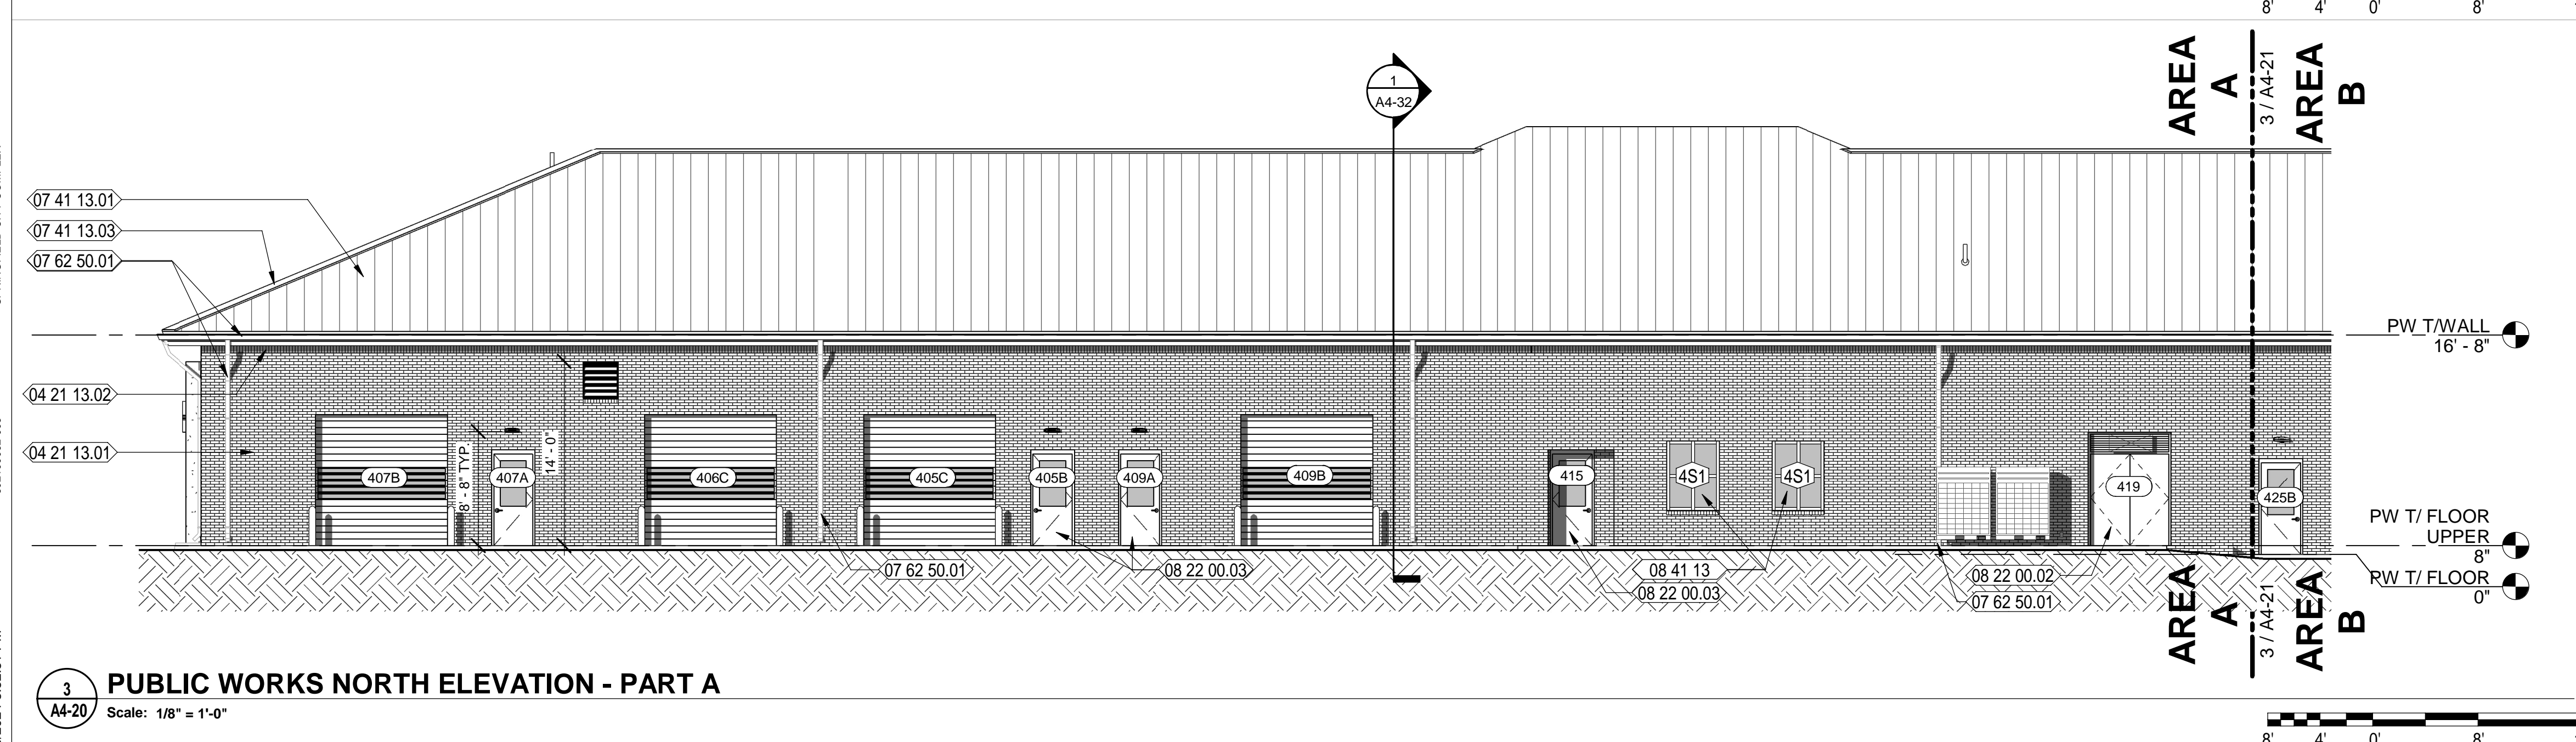 8' 4' 0' 8'
AREA A
3 / A4-21
AREA B
1
A4-32
07 41 13.01
07 41 13.03
07 62 50.01
PW T/WALL
16' - 8"
04 21 13.02
04 21 13.01
407B
8' - 8" TYP.
407A
14' - 0"
406C
405C
405B
409A
409B
415
4S1
4S1
419
425B
PW T/ FLOOR
UPPER
8"
07 62 50.01
08 22 00.03
08 41 13
08 22 00.03
08 22 00.02
07 62 50.01
PW T/ FLOOR
0"
AREA A
3 / A4-21
AREA B
3
A4-20
PUBLIC WORKS NORTH ELEVATION - PART A
Scale: 1/8" = 1'-0"
8' 4' 0' 8'